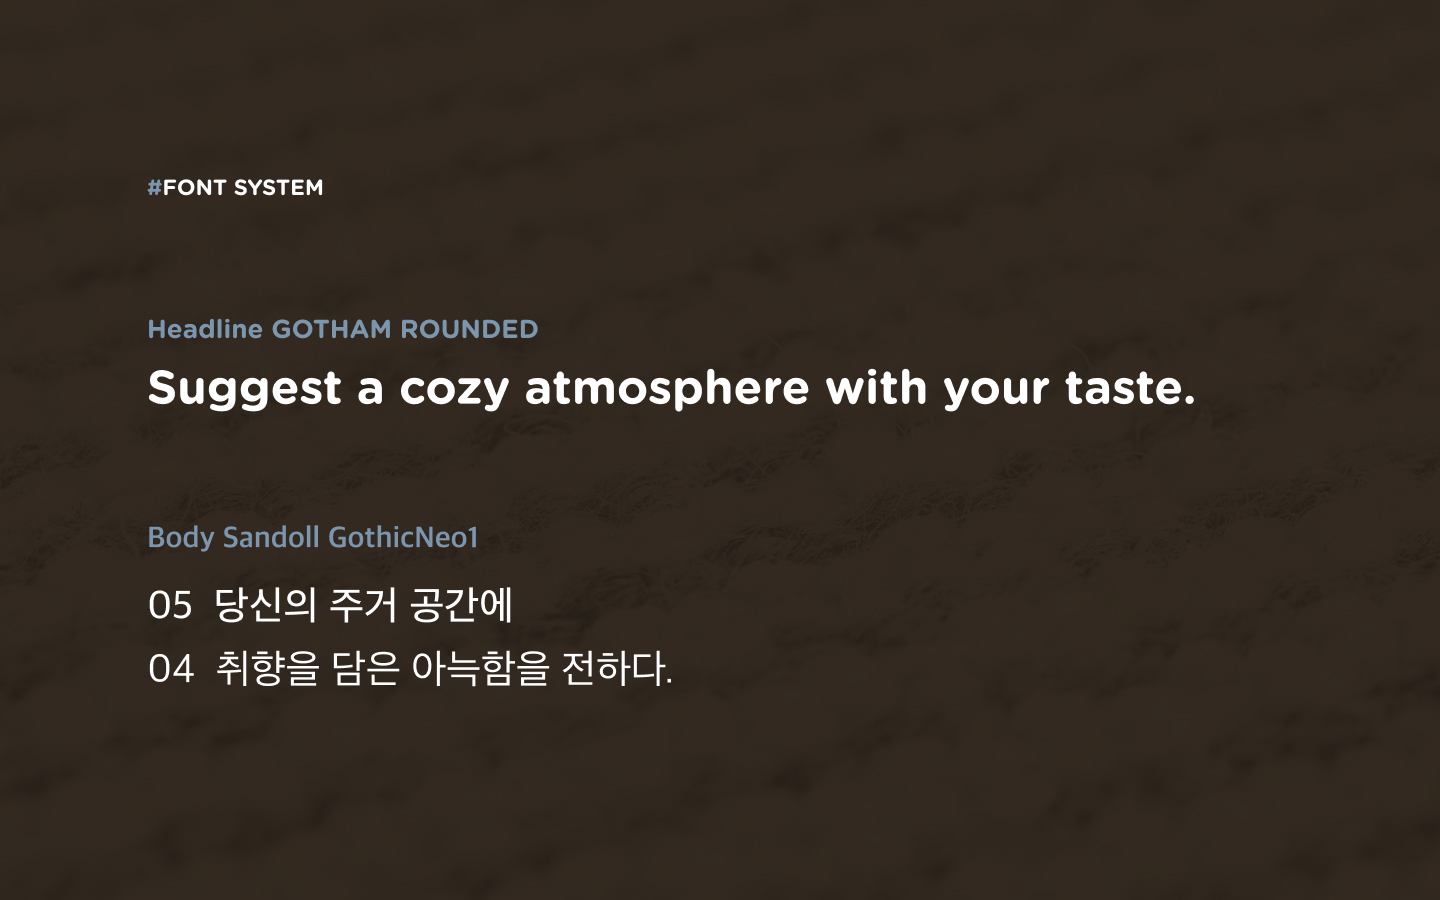 #FONT SYSTEM
Headline GOTHAM ROUNDED
Suggest a cozy atmosphere with your taste.
Body Sandoll GothicNeo1
05 당신의 주거 공간에
04 취향을 담은 아늑함을 전하다.